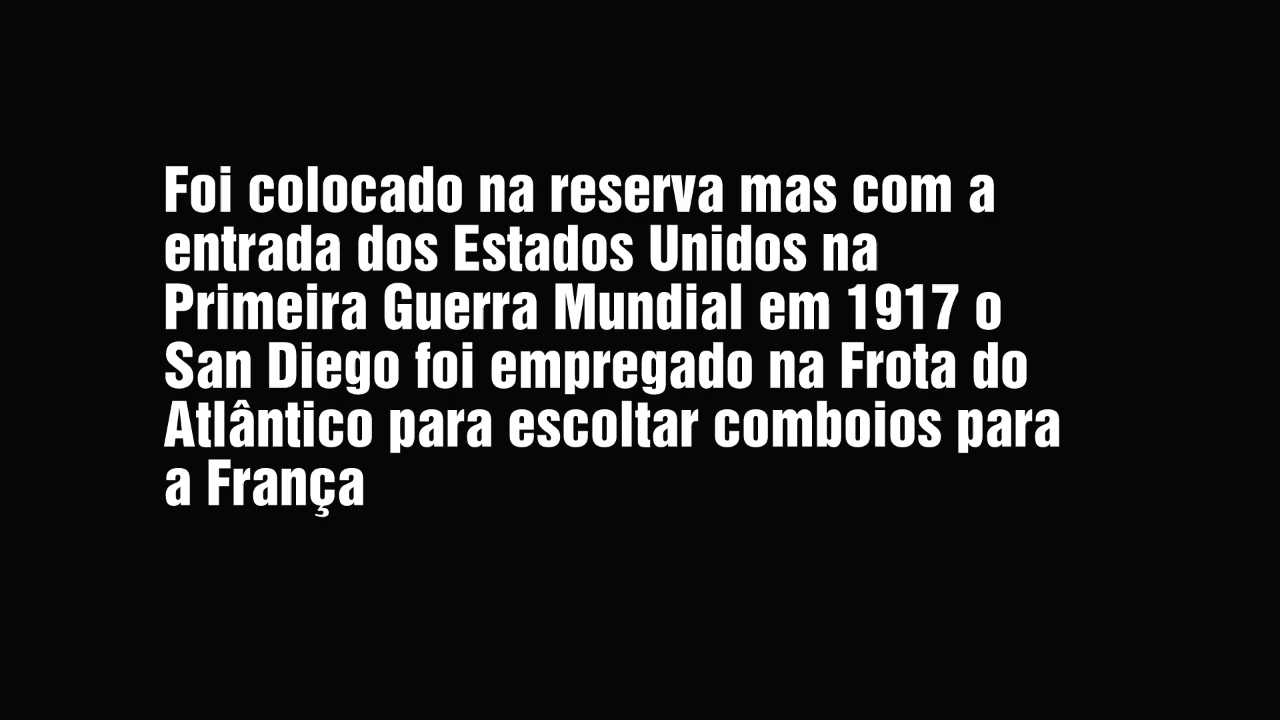 Foi colocado na reserva mas com a
entrada dos Estados Unidos na
Primeira Guerra Mundial em 1917 o
San Diego foi empregado na Frota do
Atlântico para escoltar comboios para
a França